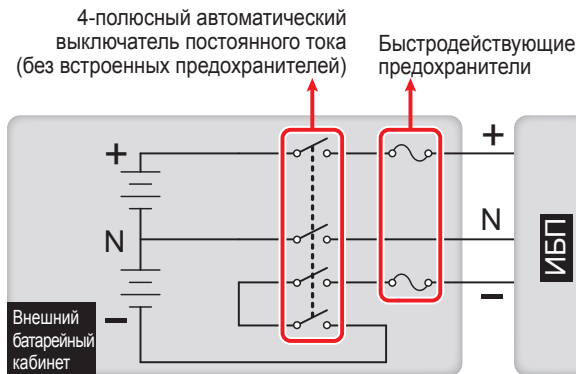 4-полюсный автоматический
выключатель постоянного тока
(без встроенных предохранителей)
Быстродействующие
предохранители
+
N
–
Внешний
батарейный
кабинет
+
N
–
ИБП